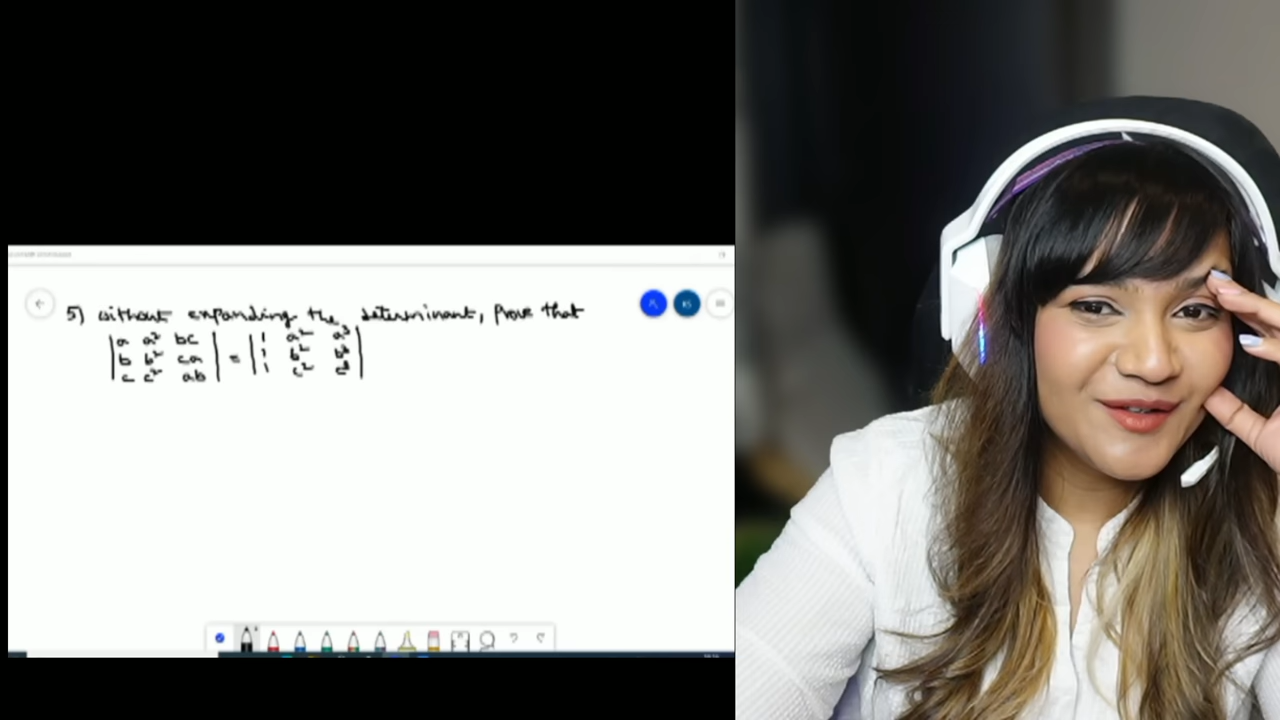 5) without expanding the determinant, Prove that
| a a² bc | | 1 a² a³ |
| b b² ca | = | 1 b² b³ |
| c c² ab | | 1 c² c³ |
KS